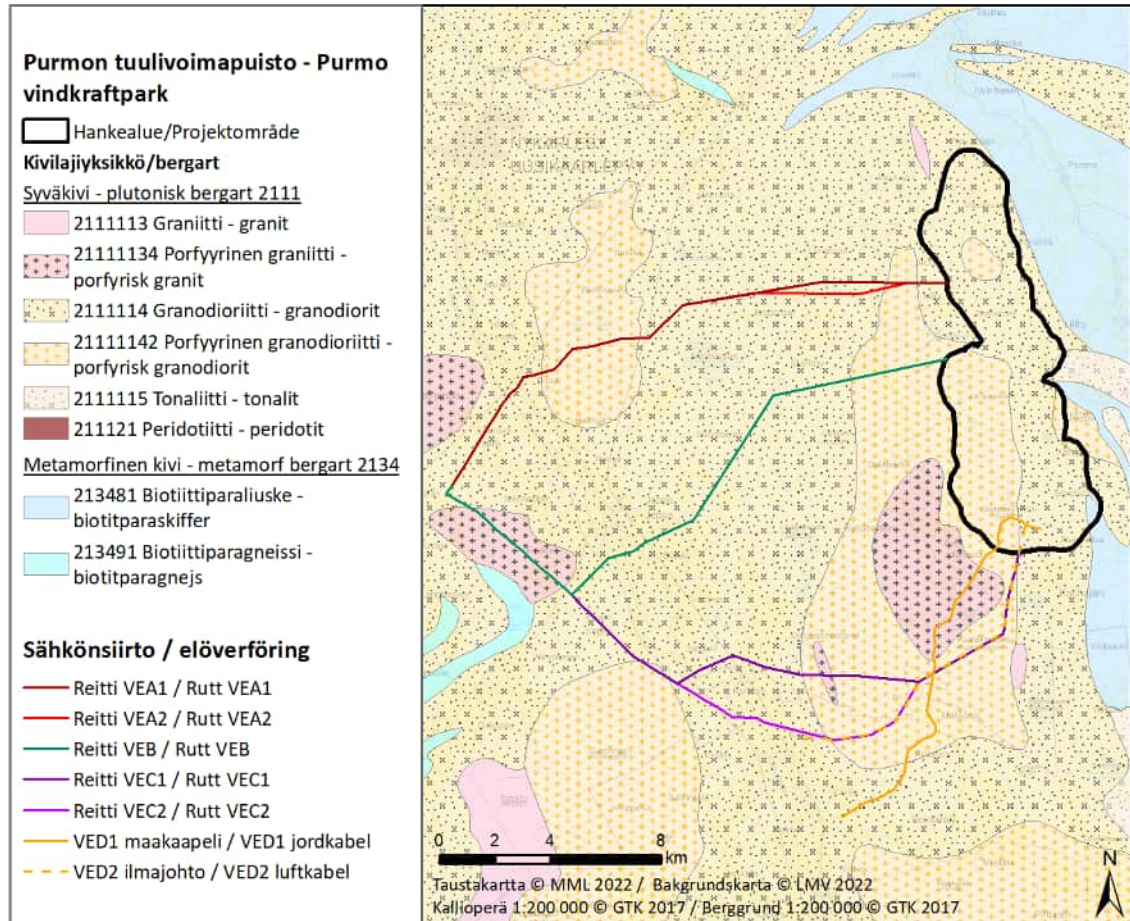 Purmon tuulivoimapuisto - Purmo
vindkraftpark
Hankealue/Projektområde
Kivilajiyksikkö/bergart
Syväkivi - plutonisk bergart 2111
2111113 Graniitti - granit
21111134 Porfyyrinen graniitti -
porfyrisk granit
2111114 Granodioriitti - granodiorit
21111142 Porfyyrinen granodioriitti -
porfyrisk granodiorit
2111115 Tonaliitti - tonalit
211121 Peridotiitti - peridotit
Metamorfinen kivi - metamorf bergart 2134
213481 Biotiittiparaliuske -
biotitparaskiffer
213491 Biotiittiparagneissi -
biotitparagnejs
Sähkönsiirto / elöverföring
Reitti VEA1 / Rutt VEA1
Reitti VEA2 / Rutt VEA2
Reitti VEB / Rutt VEB
Reitti VEC1 / Rutt VEC1
Reitti VEC2 / Rutt VEC2
VED1 maakaapeli / VED1 jordkabel
VED2 ilmajohto / VED2 luftkabel
Purmo
0 2 4 8
km
N
Taustakartta © MML 2022 / Bakgrundskarta © LMV 2022
Kallioperä 1:200 000 © GTK 2017 / Berggrund 1:200 000 © GTK 2017